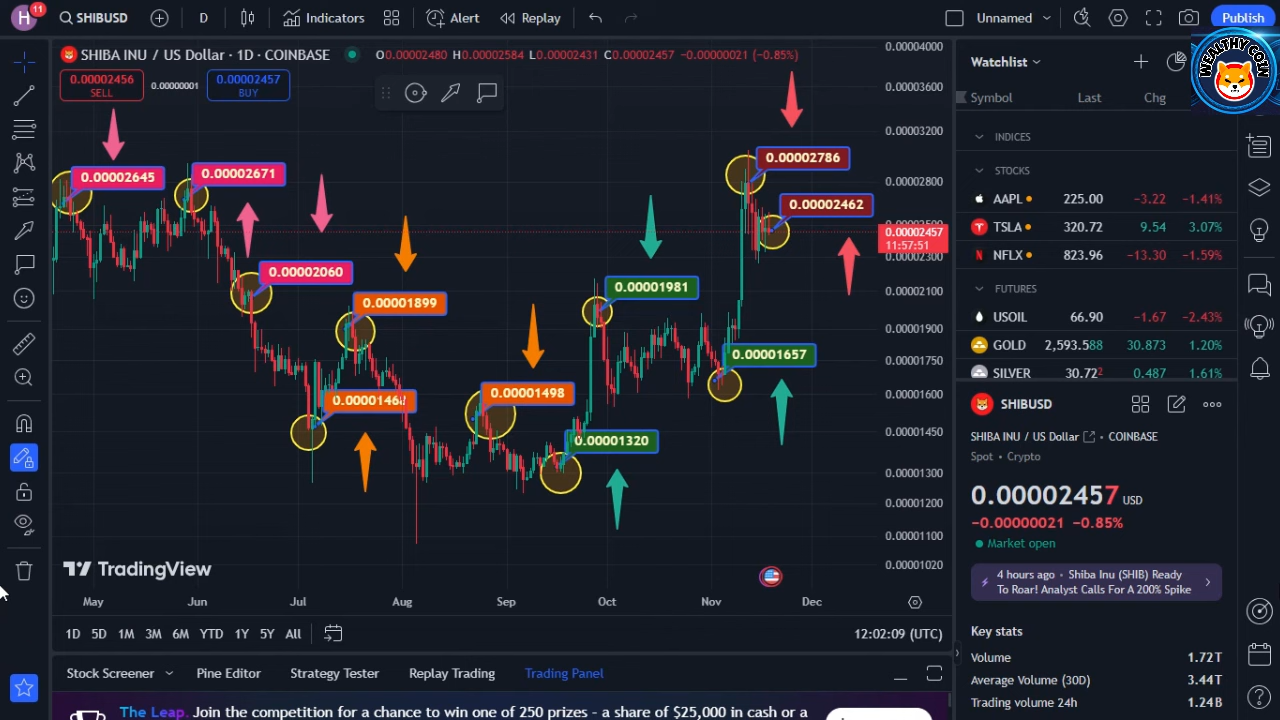 H
11
SHIBUSD
D
Indicators
Alert
Replay
Unnamed
Publish
SHIBA INU / US Dollar · 1D · COINBASE
O0.00002480 H0.00002584 L0.00002431 C0.00002457 −0.00000021 (−0.85%)
0.00002456
SELL
0.00000001
0.00002457
BUY
0.00002645
0.00002671
0.00002060
0.00001899
0.00001498
0.00001320
0.00001981
0.00001657
0.00002786
0.00002462
0.00004000
0.00003600
0.00003200
0.00002800
0.00002457
11:57:51
0.00002300
0.00002100
0.00001900
0.00001750
0.00001600
0.00001450
0.00001300
0.00001200
0.00001100
0.00001020
TradingView
May Jun Jul Aug Sep Oct Nov Dec
1D 5D 1M 3M 6M YTD 1Y 5Y All
12:02:09 (UTC)
Stock Screener Pine Editor Strategy Tester Replay Trading Trading Panel
The Leap. Join the competition for a chance to win one of 250 prizes - a share of $25,000 in cash or a
Watchlist
WEALTHY COIN
Symbol Last Chg
INDICES
STOCKS
AAPL 225.00 −3.22 −1.41%
TSLA 320.72 9.54 3.07%
NFLX 823.96 −13.30 −1.59%
FUTURES
USOIL 66.90 −1.67 −2.43%
GOLD 2,593.588 30.873 1.20%
SILVER 30.722 0.487 1.61%
SHIBUSD
SHIBA INU / US Dollar • COINBASE
Spot • Crypto
0.00002457 USD
−0.00000021 −0.85%
Market open
4 hours ago • Shiba Inu (SHIB) Ready
To Roar! Analyst Calls For A 200% Spike
Key stats
Volume 1.72T
Average Volume (30D) 3.44T
Trading volume 24h 1.24B